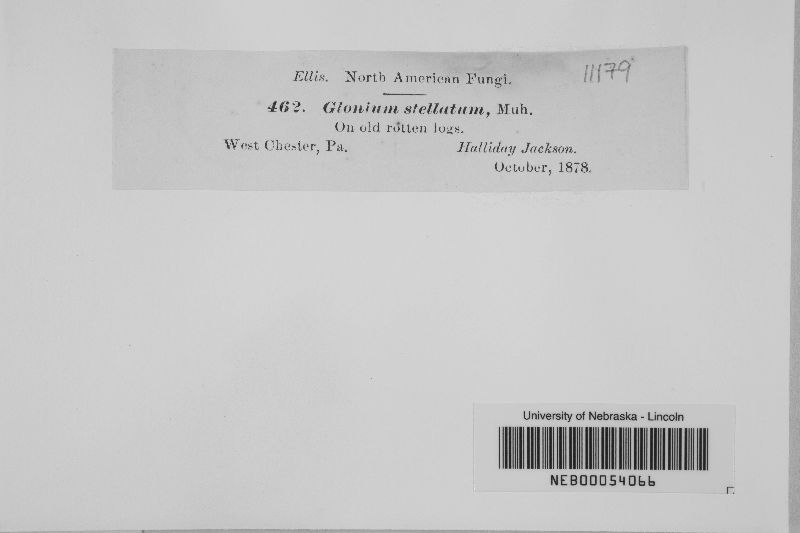 Ellis. North American Fungi.
11179
462. Glonium stellatum, Muh.
On old rotten logs.
West Chester, Pa. Halliday Jackson.
October, 1878.
University of Nebraska - Lincoln
NEB00054066